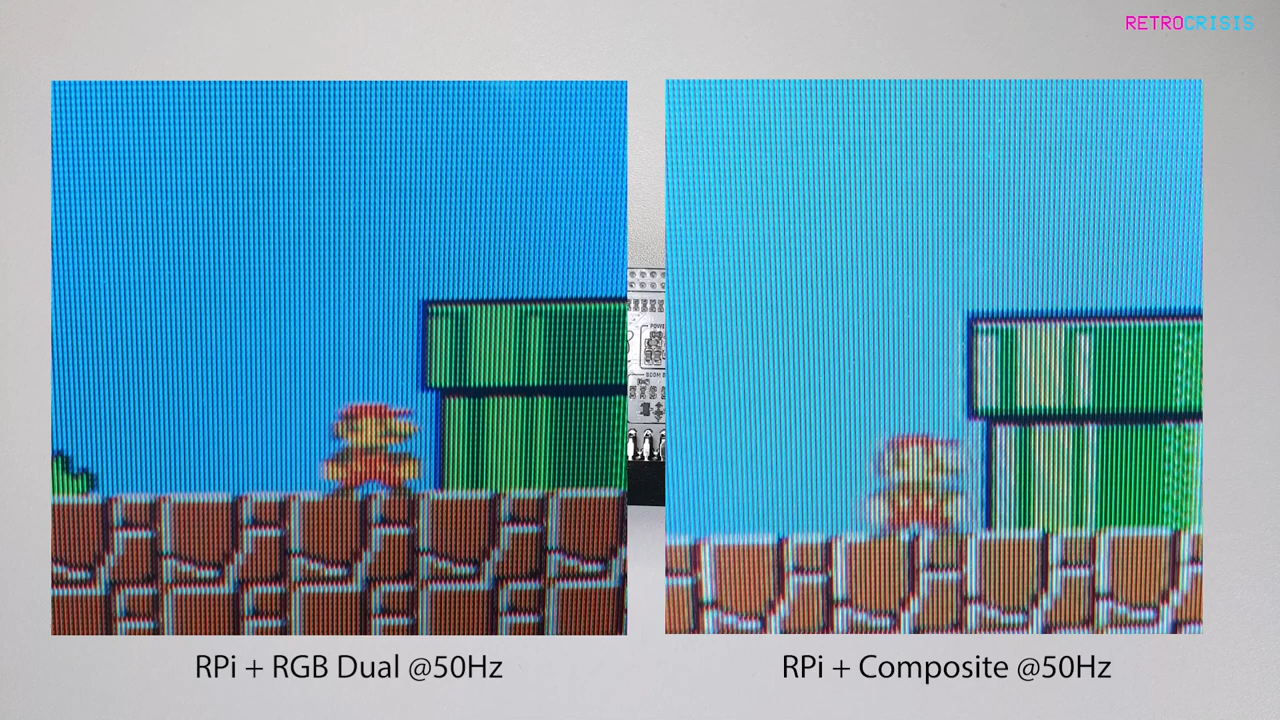 RETROCRISIS
RPi + RGB Dual @50Hz
RPi + Composite @50Hz